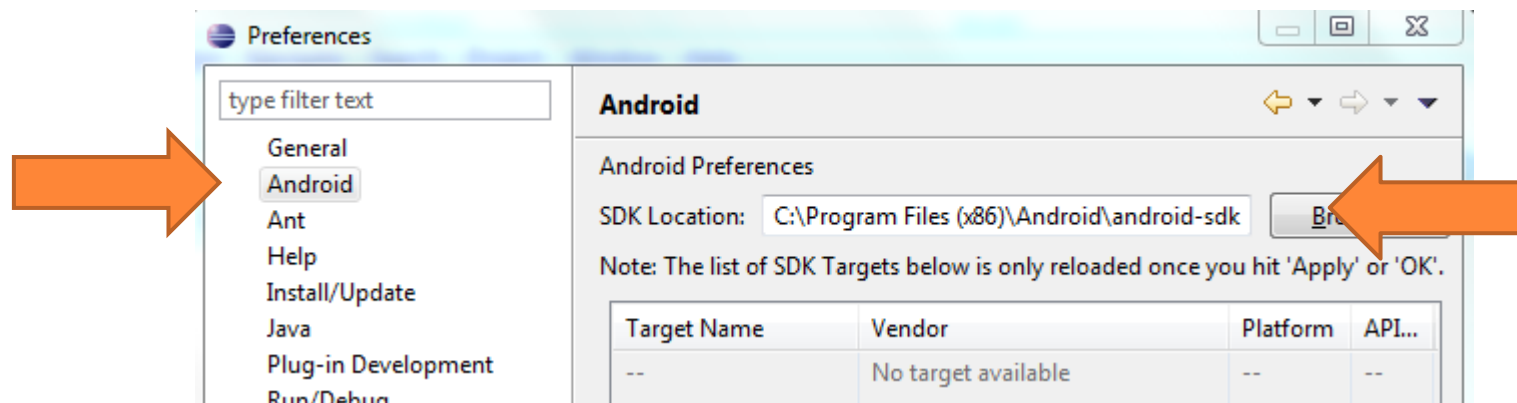 Preferences
type filter text
General
Android
Ant
Help
Install/Update
Java
Plug-in Development
Run/Debug
Android
Android Preferences
SDK Location: C:\Program Files (x86)\Android\android-sdk
Note: The list of SDK Targets below is only reloaded once you hit 'Apply' or 'OK'.
Target Name Vendor Platform API...
-- No target available -- --